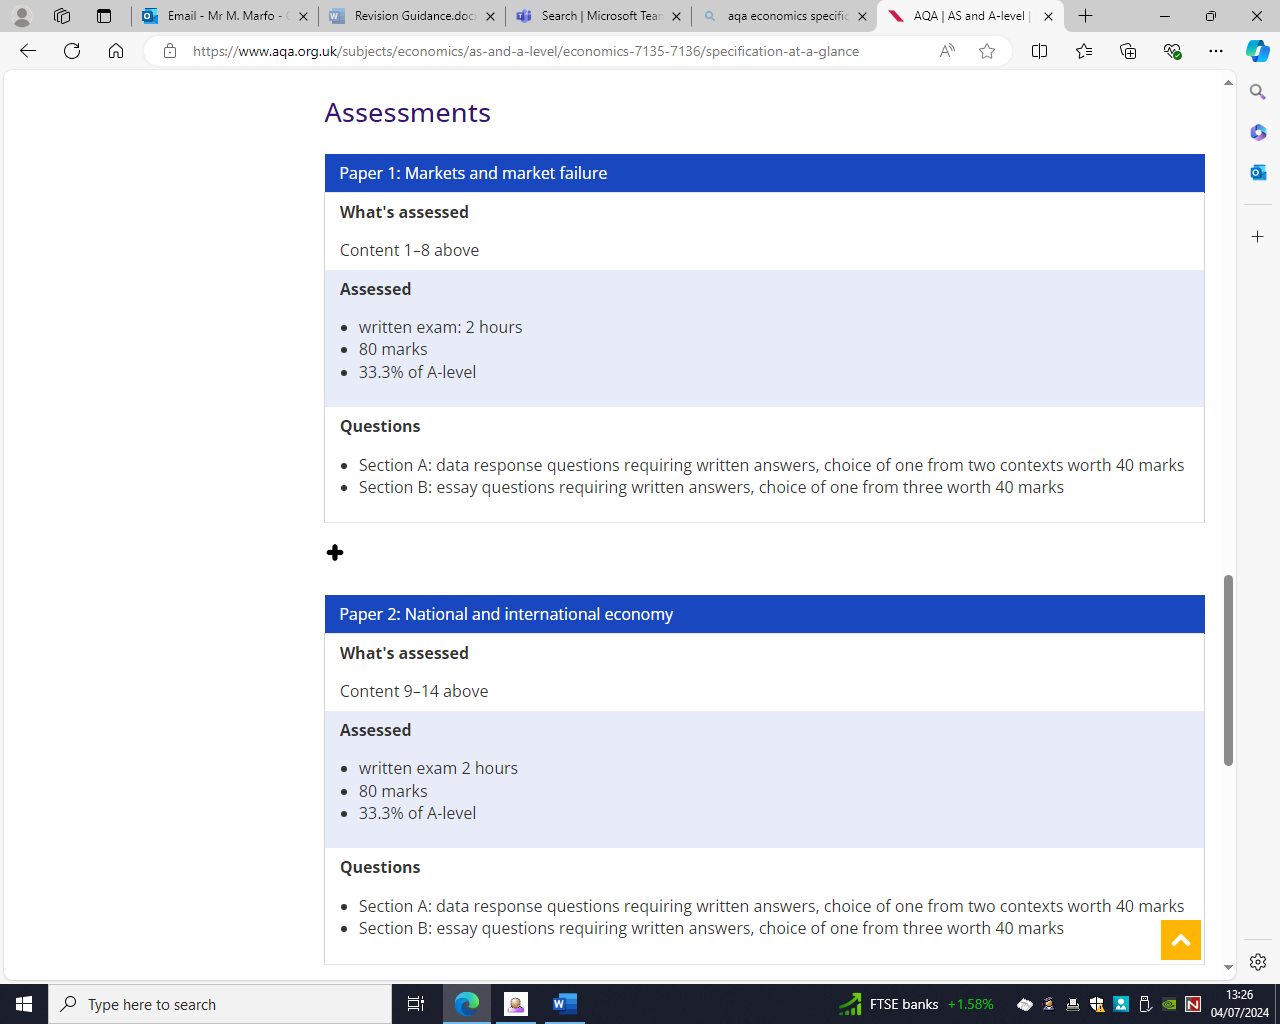 Email - Mr M. Marfo -
Revision Guidance.doc
Search | Microsoft Tea
aqa economics specific
AQA | AS and A-level |
https://www.aqa.org.uk/subjects/economics/as-and-a-level/economics-7135-7136/specification-at-a-glance
Assessments
Paper 1: Markets and market failure
What's assessed
Content 1–8 above
Assessed
• written exam: 2 hours
• 80 marks
• 33.3% of A-level
Questions
• Section A: data response questions requiring written answers, choice of one from two contexts worth 40 marks
• Section B: essay questions requiring written answers, choice of one from three worth 40 marks
Paper 2: National and international economy
What's assessed
Content 9–14 above
Assessed
• written exam 2 hours
• 80 marks
• 33.3% of A-level
Questions
• Section A: data response questions requiring written answers, choice of one from two contexts worth 40 marks
• Section B: essay questions requiring written answers, choice of one from three worth 40 marks
Type here to search
FTSE banks +1.58%
13:26
04/07/2024